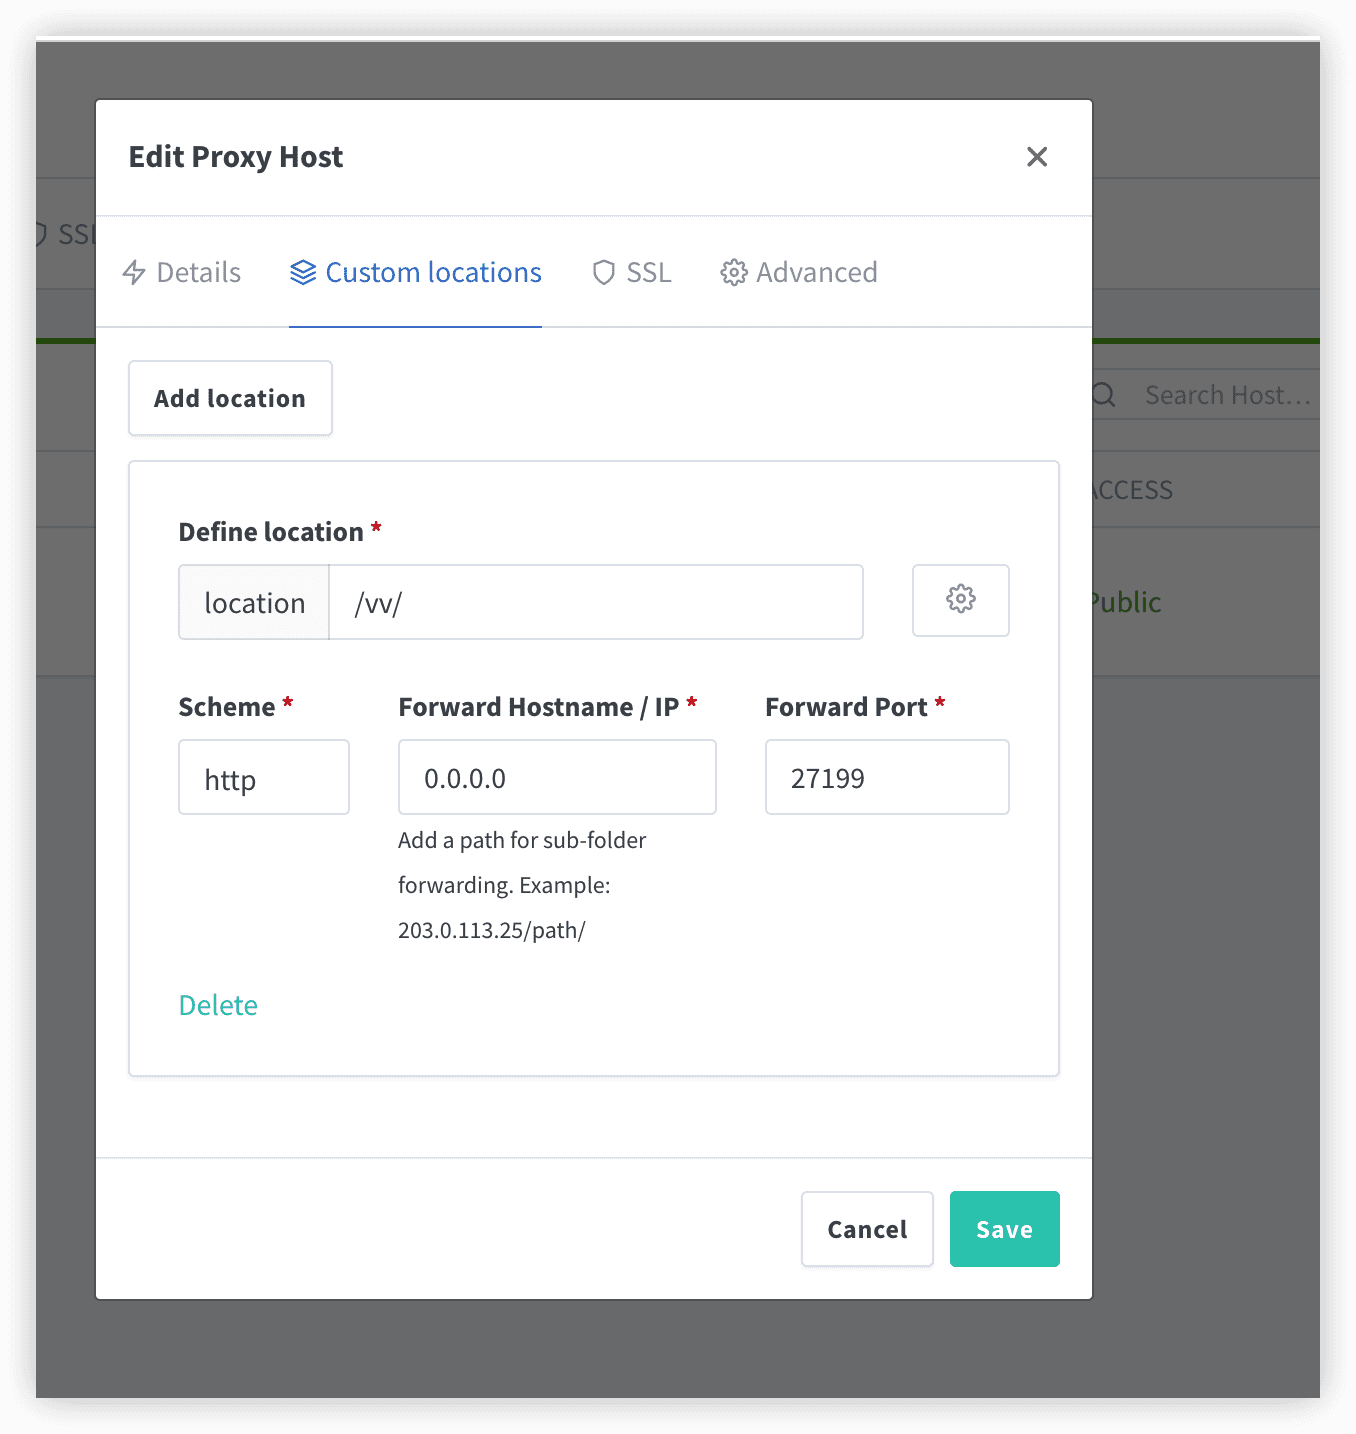 Edit Proxy Host
Details
Custom locations
SSL
Advanced
Add location
Search Host…
Define location *
location
/vv/
Public
Scheme *
Forward Hostname / IP *
Forward Port *
http
0.0.0.0
27199
Add a path for sub-folder
forwarding. Example:
203.0.113.25/path/
Delete
Cancel
Save
SSL
ACCESS